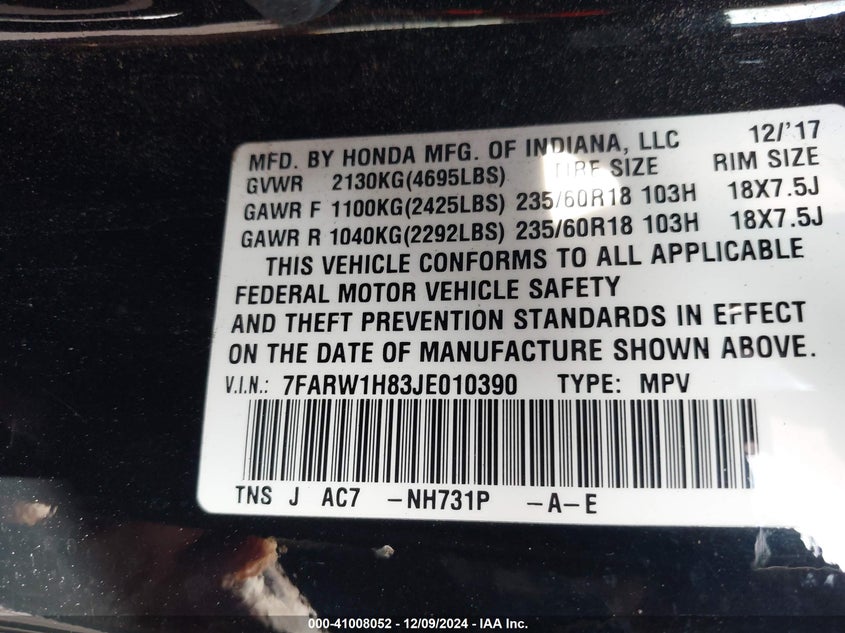 MFD. BY HONDA MFG. OF INDIANA, LLC 12/'17
GVWR 2130KG(4695LBS) TIRE SIZE RIM SIZE
GAWR F 1100KG(2425LBS) 235/60R18 103H 18X7.5J
GAWR R 1040KG(2292LBS) 235/60R18 103H 18X7.5J
THIS VEHICLE CONFORMS TO ALL APPLICABLE
FEDERAL MOTOR VEHICLE SAFETY
AND THEFT PREVENTION STANDARDS IN EFFECT
ON THE DATE OF MANUFACTURE SHOWN ABOVE.
V.I.N.: 7FARW1H83JE010390 TYPE: MPV
TNS J AC7 -NH731P -A-E
000-41008052 - 12/09/2024 - IAA Inc.